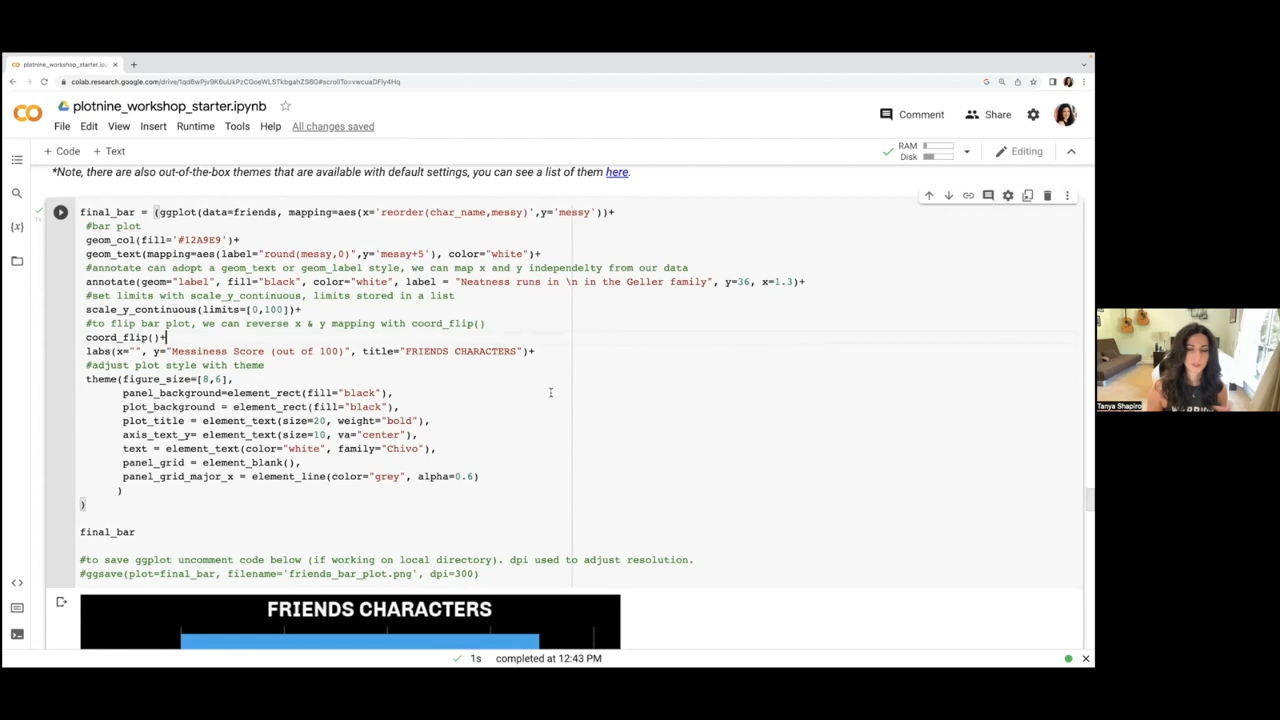 plotnine_workshop_starter.ipy
colab.research.google.com/drive/1qd6wPjv9K6uUkPzCGoeWLSTkbgahZS8G#scrollTo=vwcuaDFly4Hq
plotnine_workshop_starter.ipynb
Comment
Share
File Edit View Insert Runtime Tools Help All changes saved
+ Code + Text
RAM
Disk
Editing
*Note, there are also out-of-the-box themes that are available with default settings, you can see a list of them here.
final_bar = (ggplot(data=friends, mapping=aes(x='reorder(char_name,messy)',y='messy'))+
#bar plot
geom_col(fill='#12A9E9')+
geom_text(mapping=aes(label="round(messy,0)",y='messy+5'), color="white")+
#annotate can adopt a geom_text or geom_label style, we can map x and y independelty from our data
annotate(geom="label", fill="black", color="white", label = "Neatness runs in \n in the Geller family", y=36, x=1.3)+
#set limits with scale_y_continuous, limits stored in a list
scale_y_continuous(limits=[0,100])+
#to flip bar plot, we can reverse x & y mapping with coord_flip()
coord_flip()+
labs(x="", y="Messiness Score (out of 100)", title="FRIENDS CHARACTERS")+
#adjust plot style with theme
theme(figure_size=[8,6],
panel_background=element_rect(fill="black"),
plot_background = element_rect(fill="black"),
plot_title = element_text(size=20, weight="bold"),
axis_text_y= element_text(size=10, va="center"),
text = element_text(color="white", family="Chivo"),
panel_grid = element_blank(),
panel_grid_major_x = element_line(color="grey", alpha=0.6)
)
)
final_bar
#to save ggplot uncomment code below (if working on local directory). dpi used to adjust resolution.
#ggsave(plot=final_bar, filename='friends_bar_plot.png', dpi=300)
FRIENDS CHARACTERS
1s completed at 12:43 PM
Tanya Shapiro